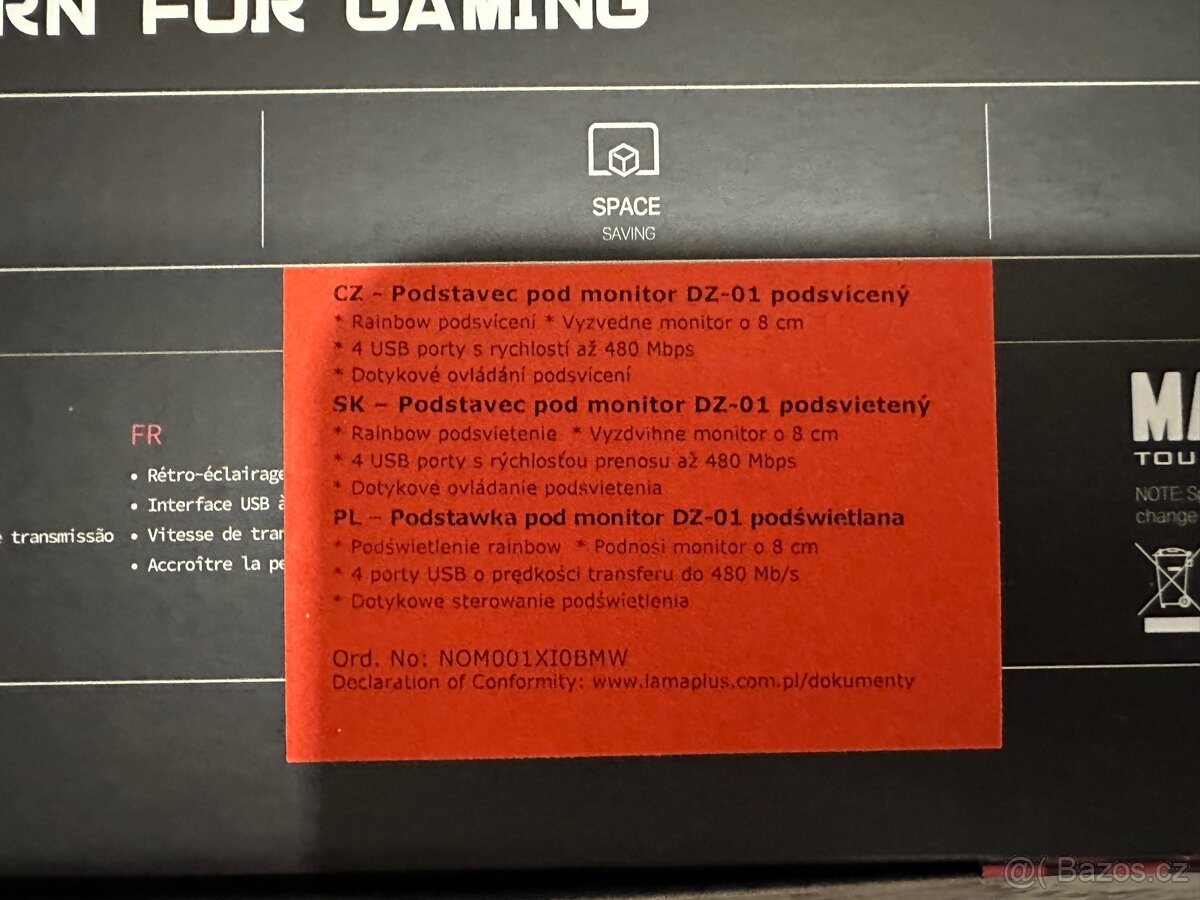 RN FOR GAMING
SPACE
SAVING
CZ - Podstavec pod monitor DZ-01 podsvícený
* Rainbow podsvícení * Vyzvedne monitor o 8 cm
* 4 USB porty s rychlostí až 480 Mbps
* Dotykové ovládání podsvícení
SK - Podstavec pod monitor DZ-01 podsvietený
* Rainbow podsvietenie * Vyzdvihne monitor o 8 cm
* 4 USB porty s rýchlosťou prenosu až 480 Mbps
* Dotykové ovládanie podsvietenia
PL - Podstawka pod monitor DZ-01 podświetlana
* Podświetlenie rainbow * Podnosi monitor o 8 cm
* 4 porty USB o prędkości transferu do 480 Mb/s
* Dotykowe sterowanie podświetlenia
Ord. No: NOM001XI0BMW
Declaration of Conformity: www.lamaplus.com.pl/dokumenty
FR
• Rétro-éclairage
• Interface USB à
• Vitesse de tran
• Accroître la pe
e transmissão
MA
TOU
NOTE: S
change
@( Bazos.cz